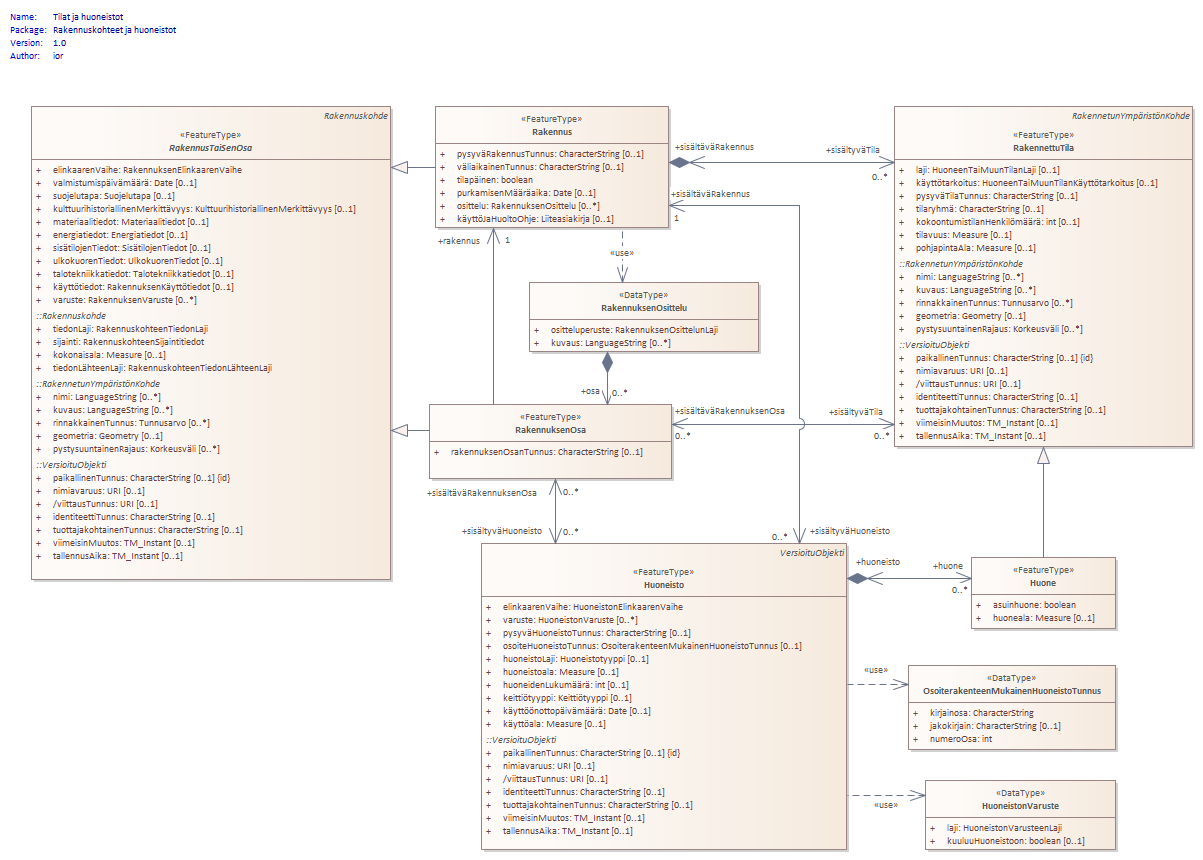 Name: Tilat ja huoneistot
Package: Rakennuskohteet ja huoneistot
Version: 1.0
Author: ior
Rakennuskohde
«FeatureType»
RakennusTaiSenOsa
+ elinkaarenVaihe: RakennuksenElinkaarenVaihe
+ valmistumispäivämäärä: Date [0..1]
+ suojelutapa: Suojelutapa [0..1]
+ kulttuurihistoriallinenMerkittävyys: KulttuurihistoriallinenMerkittävyys [0..1]
+ materiaalitiedot: Materiaalitiedot [0..1]
+ energiatiedot: Energiatiedot [0..1]
+ sisätilojenTiedot: SisätilojenTiedot [0..1]
+ ulkokuorenTiedot: UlkokuorenTiedot [0..1]
+ talotekniikkatiedot: Talotekniikkatiedot [0..1]
+ käyttötiedot: RakennuksenKäyttötiedot [0..1]
+ varuste: RakennuksenVaruste [0..*]
::Rakennuskohde
+ tiedonLaji: RakennuskohteenTiedonLaji
+ sijainti: RakennuskohteenSijaintitiedot
+ kokonaisala: Measure [0..1]
+ tiedonLähteenLaji: RakennuskohteenTiedonLähteenLaji
::RakennetunYmpäristönKohde
+ nimi: LanguageString [0..*]
+ kuvaus: LanguageString [0..*]
+ rinnakkainenTunnus: Tunnusarvo [0..*]
+ geometria: Geometry [0..1]
+ pystysuuntainenRajaus: Korkeusväli [0..*]
::VersioituObjekti
+ paikallinenTunnus: CharacterString [0..1] {id}
+ nimiavaruus: URI [0..1]
+ /viittausTunnus: URI [0..1]
+ identiteettiTunnus: CharacterString [0..1]
+ tuottajakohtainenTunnus: CharacterString [0..1]
+ viimeisinMuutos: TM_Instant [0..1]
+ tallennusAika: TM_Instant [0..1]
«FeatureType»
Rakennus
+ pysyväRakennusTunnus: CharacterString [0..1]
+ väliaikainenTunnus: CharacterString [0..1]
+ tilapäinen: boolean
+ purkamisenMääräaika: Date [0..1]
+ osittelu: RakennuksenOsittelu [0..*]
+ käyttöJaHuoltoOhje: Liiteasiakirja [0..1]
+sisältäväRakennus
+sisältyväTila
0..*
+sisältäväRakennus
1
+rakennus
1
«use»
«DataType»
RakennuksenOsittelu
+ ositteluperuste: RakennuksenOsittelunLaji
+ kuvaus: LanguageString [0..*]
+osa
0..*
«FeatureType»
RakennuksenOsa
+ rakennuksenOsanTunnus: CharacterString [0..1]
+sisältäväRakennuksenOsa
0..*
+sisältyväTila
0..*
+sisältäväRakennuksenOsa
0..*
+sisältyväHuoneisto
0..*
+sisältyväHuoneisto
0..*
RakennetunYmpäristönKohde
«FeatureType»
RakennettuTila
+ laji: HuoneenTaiMuunTilanLaji [0..1]
+ käyttötarkoitus: HuoneenTaiMuunTilanKäyttötarkoitus [0..1]
+ pysyväTilaTunnus: CharacterString [0..1]
+ tilaryhmä: CharacterString [0..1]
+ kokoontumistilanHenkilömäärä: int [0..1]
+ tilavuus: Measure [0..1]
+ pohjapintaAla: Measure [0..1]
::RakennetunYmpäristönKohde
+ nimi: LanguageString [0..*]
+ kuvaus: LanguageString [0..*]
+ rinnakkainenTunnus: Tunnusarvo [0..*]
+ geometria: Geometry [0..1]
+ pystysuuntainenRajaus: Korkeusväli [0..*]
::VersioituObjekti
+ paikallinenTunnus: CharacterString [0..1] {id}
+ nimiavaruus: URI [0..1]
+ /viittausTunnus: URI [0..1]
+ identiteettiTunnus: CharacterString [0..1]
+ tuottajakohtainenTunnus: CharacterString [0..1]
+ viimeisinMuutos: TM_Instant [0..1]
+ tallennusAika: TM_Instant [0..1]
VersioituObjekti
«FeatureType»
Huoneisto
+ elinkaarenVaihe: HuoneistonElinkaarenVaihe
+ varuste: HuoneistonVaruste [0..*]
+ pysyväHuoneistoTunnus: CharacterString [0..1]
+ osoiteHuoneistoTunnus: OsoiterakenteenMukainenHuoneistoTunnus [0..1]
+ huoneistoLaji: Huoneistotyyppi [0..1]
+ huoneistoala: Measure [0..1]
+ huoneidenLukumäärä: int [0..1]
+ keittiötyyppi: Keittiötyyppi [0..1]
+ käyttöönottopäivämäärä: Date [0..1]
+ käyttöala: Measure [0..1]
::VersioituObjekti
+ paikallinenTunnus: CharacterString [0..1] {id}
+ nimiavaruus: URI [0..1]
+ /viittausTunnus: URI [0..1]
+ identiteettiTunnus: CharacterString [0..1]
+ tuottajakohtainenTunnus: CharacterString [0..1]
+ viimeisinMuutos: TM_Instant [0..1]
+ tallennusAika: TM_Instant [0..1]
+huoneisto
+huone
0..*
«FeatureType»
Huone
+ asuinhuone: boolean
+ huoneala: Measure [0..1]
«use»
«DataType»
OsoiterakenteenMukainenHuoneistoTunnus
+ kirjainosa: CharacterString
+ jakokirjain: CharacterString [0..1]
+ numeroOsa: int
«use»
«DataType»
HuoneistonVaruste
+ laji: HuoneistonVarusteenLaji
+ kuuluuHuoneistoon: boolean [0..1]